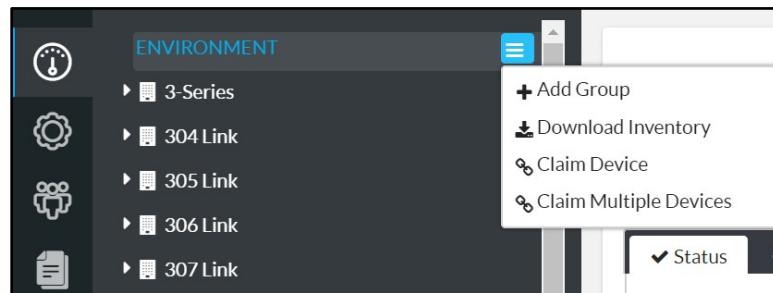 ENVIRONMENT
3-Series
304 Link
305 Link
306 Link
307 Link
Add Group
Download Inventory
Claim Device
Claim Multiple Devices
Status